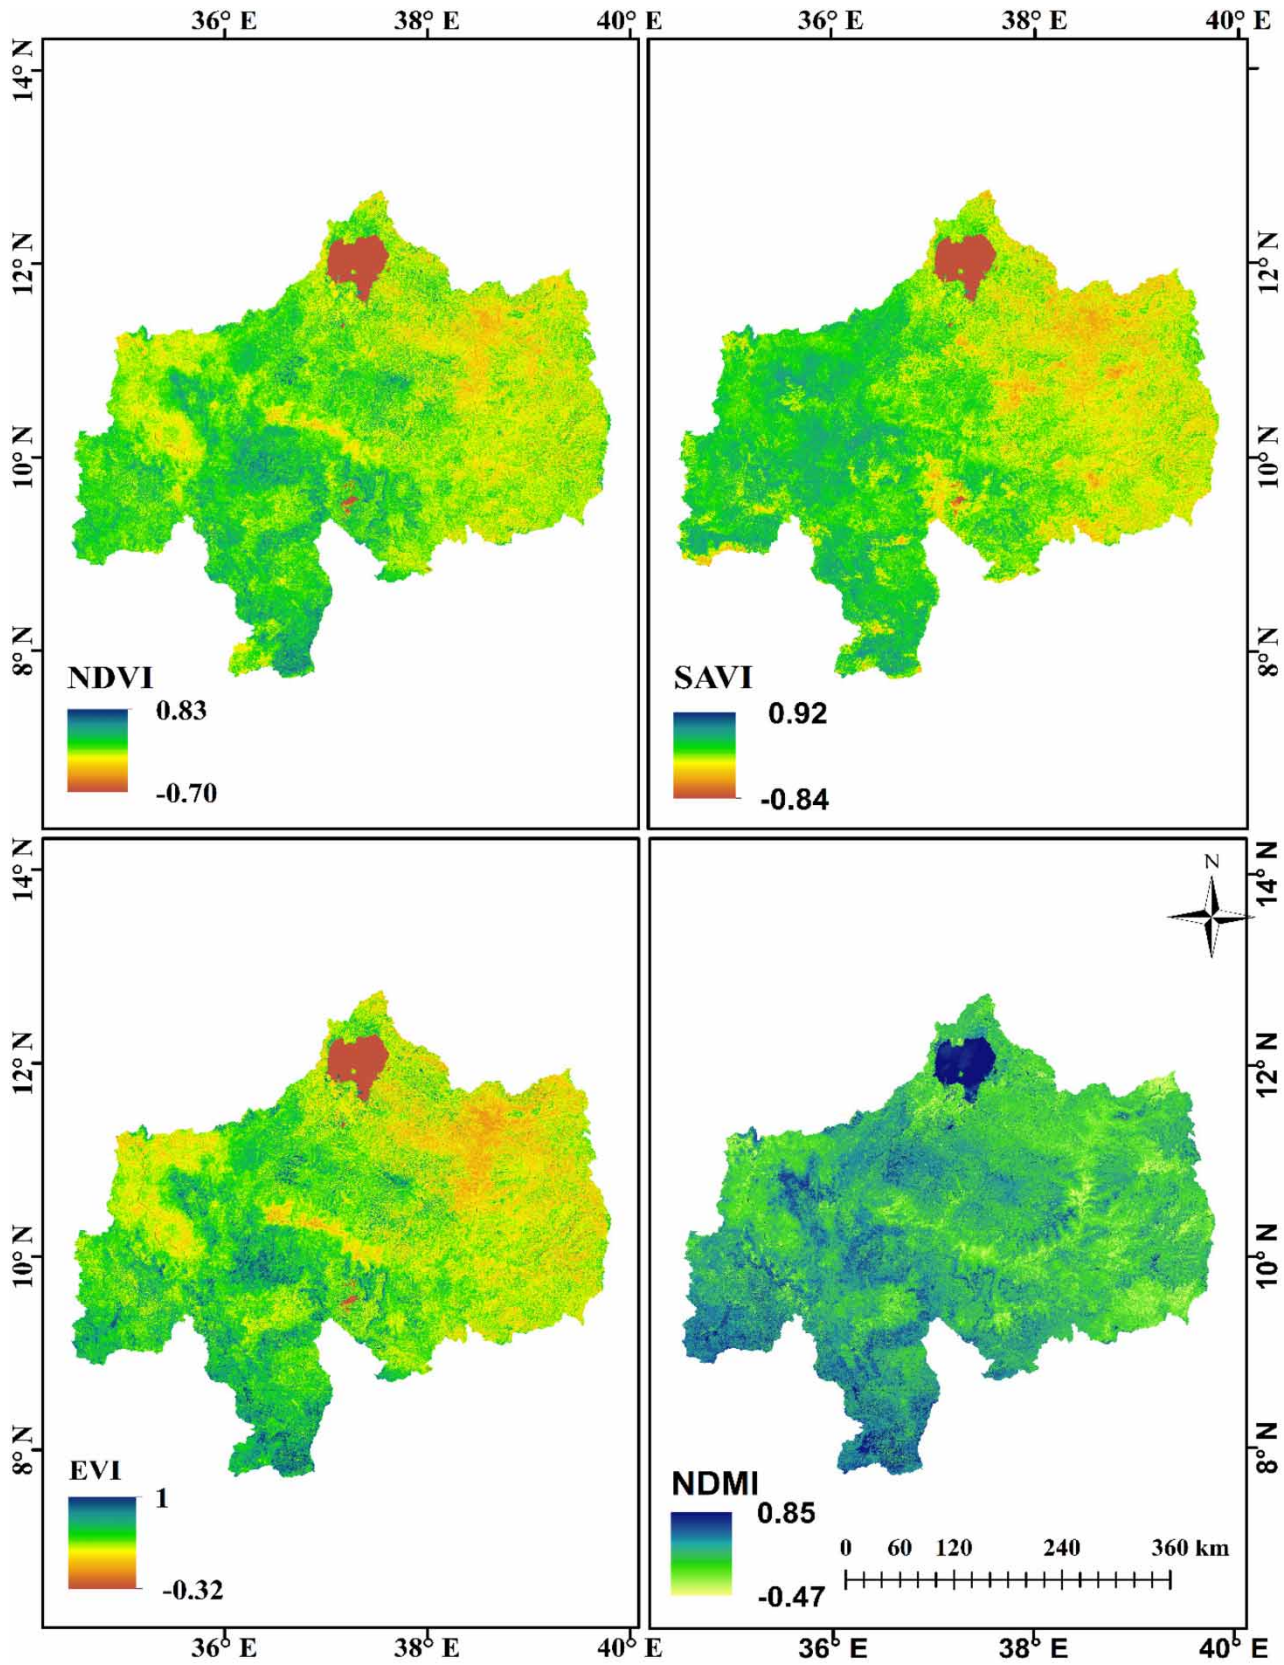 36° E 38° E 40° E 36° E 38° E 40° E
14° N
12° N 12° N
10° N 10° N
8° N 8° N
NDVI
0.83
-0.70
SAVI
0.92
-0.84
14° N 14° N
N
12° N 12° N
10° N 10° N
8° N 8° N
EVI
1
-0.32
NDMI
0.85
-0.47
0 60 120 240 360 km
36° E 38° E 40° E 36° E 38° E 40° E